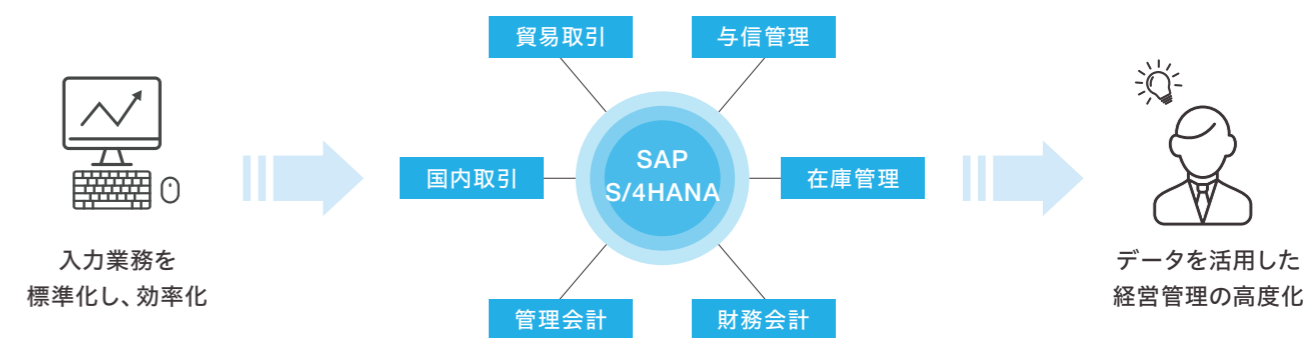 貿易取引
与信管理
SAP
S/4HANA
国内取引
在庫管理
管理会計
財務会計
入力業務を
標準化し、効率化
データを活用した
経営管理の高度化